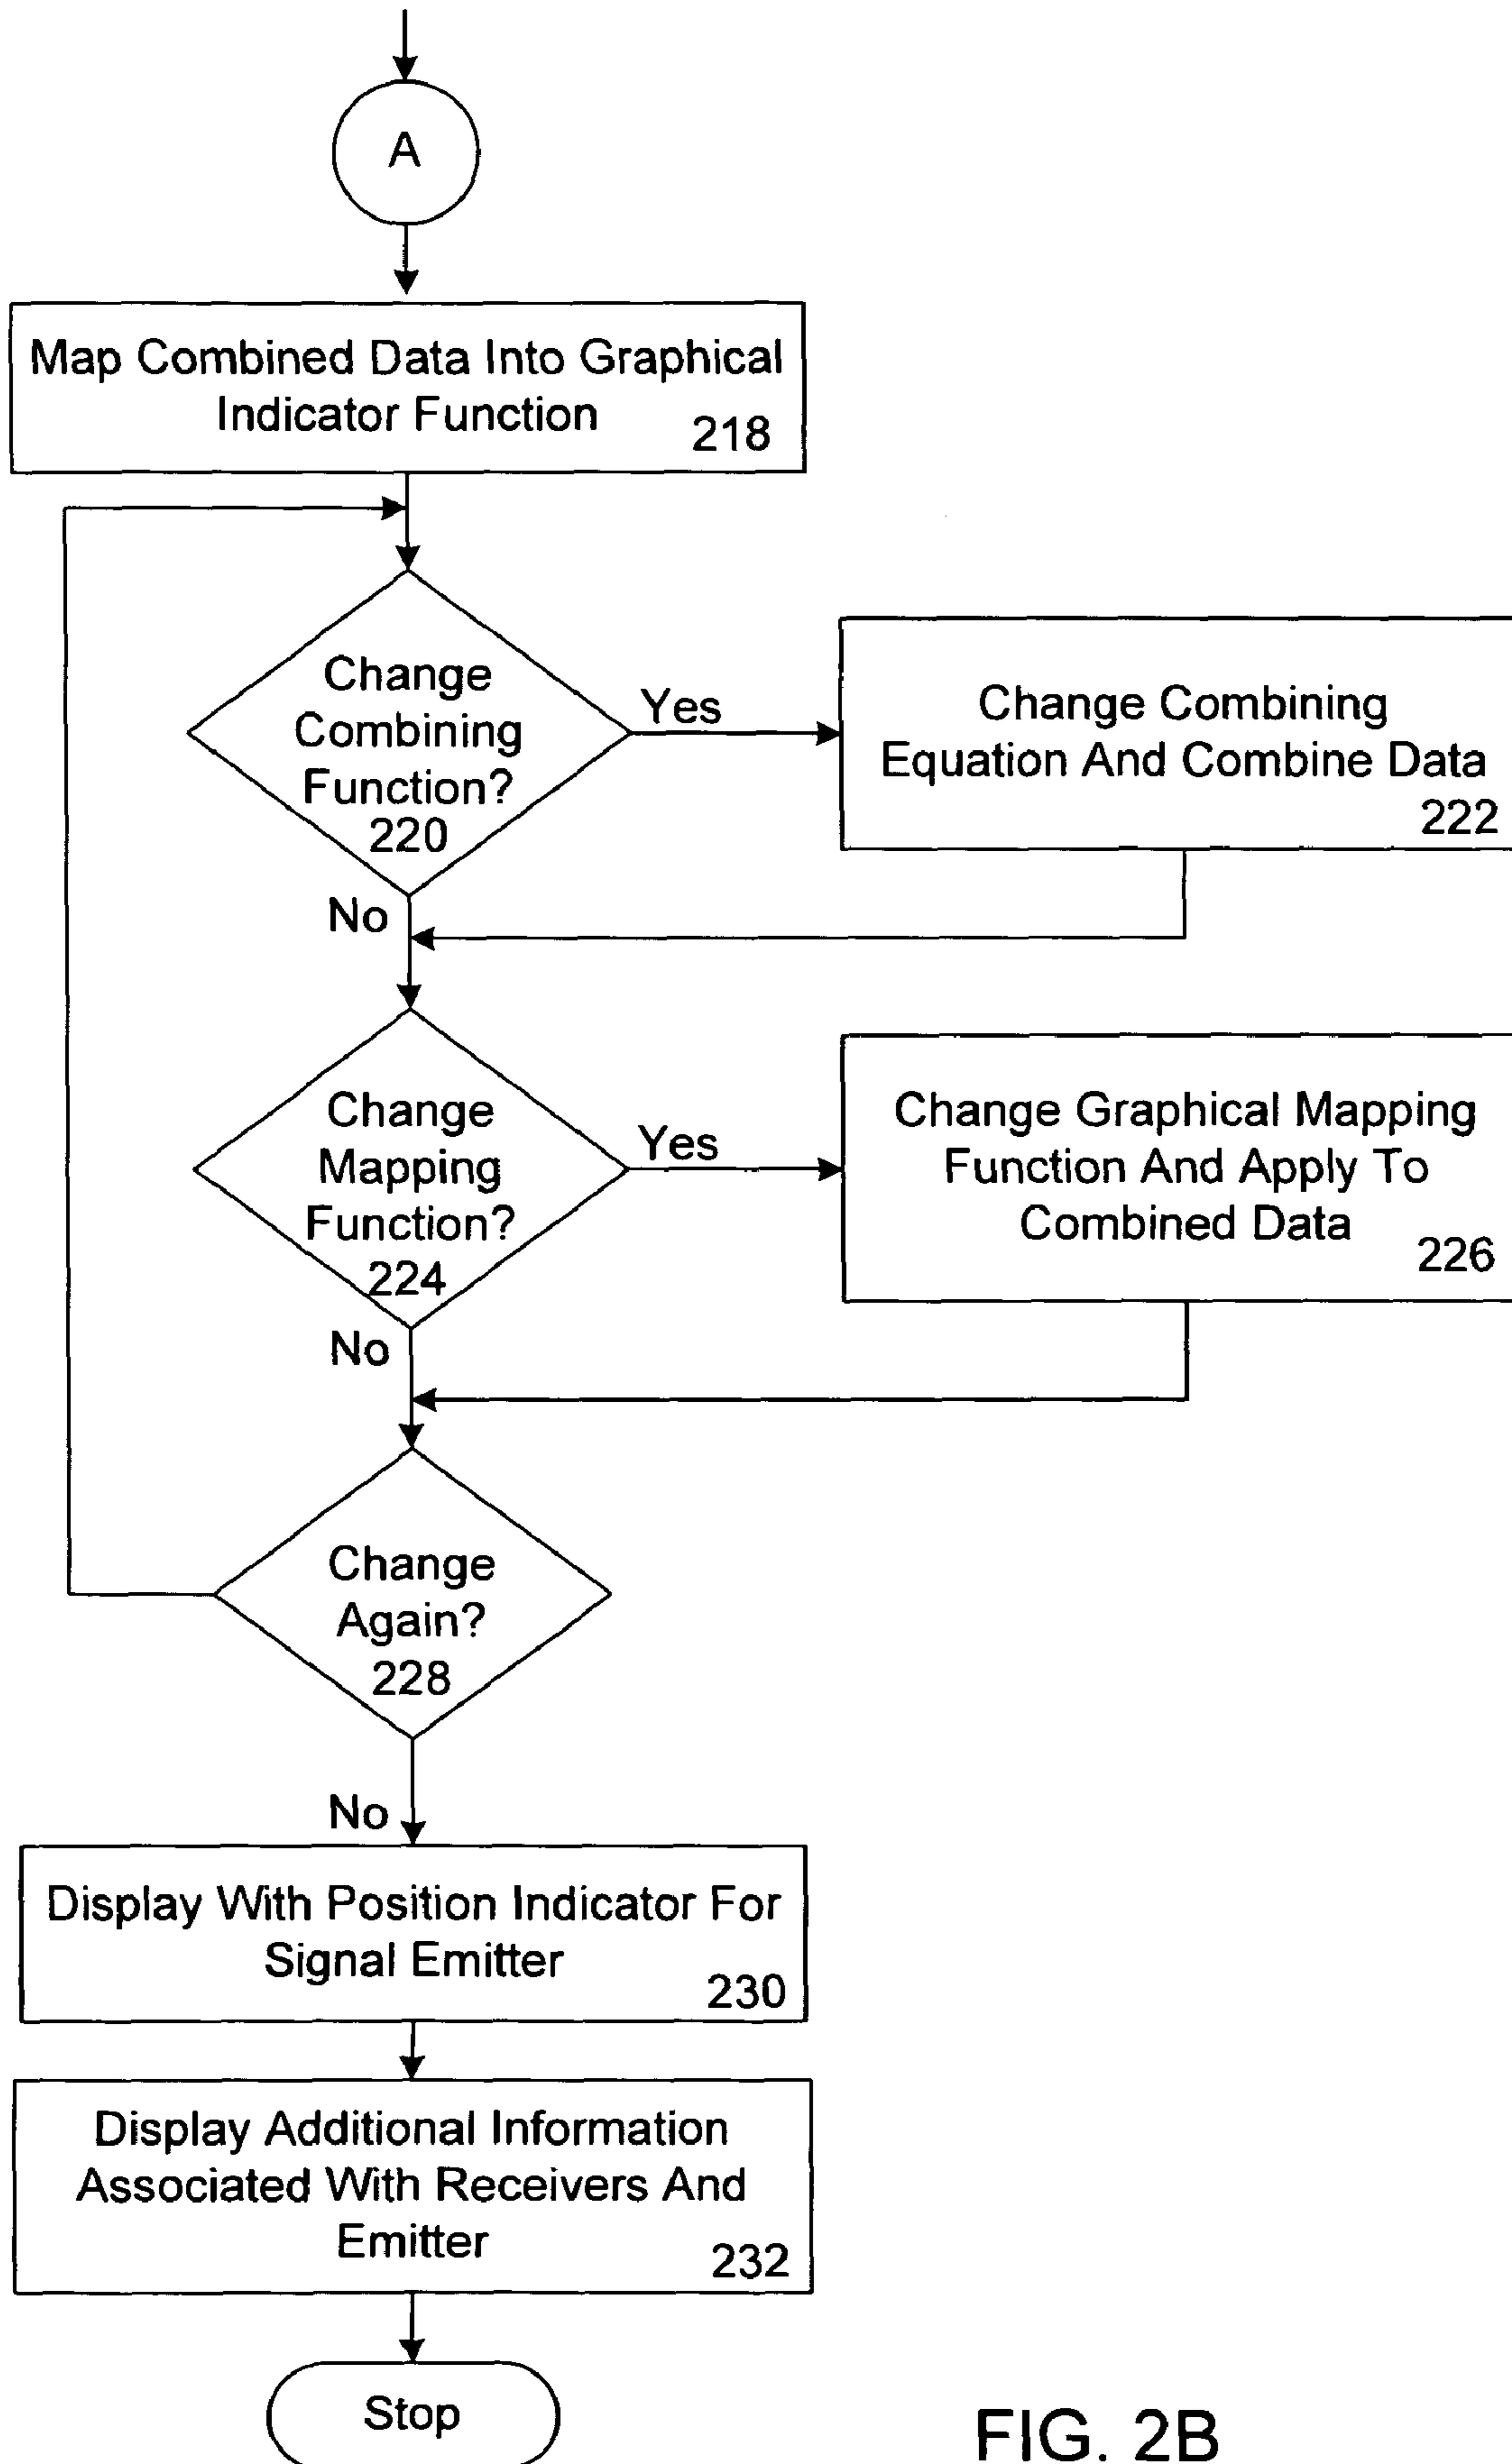 A
Map Combined Data Into Graphical
Indicator Function
218
Change
Combining
Function?
220
Yes
Change Combining
Equation And Combine Data
222
No
Change
Mapping
Function?
224
Yes
Change Graphical Mapping
Function And Apply To
Combined Data
226
No
Change
Again?
228
No
Display With Position Indicator For
Signal Emitter
230
Display Additional Information
Associated With Receivers And
Emitter
232
Stop
FIG. 2B